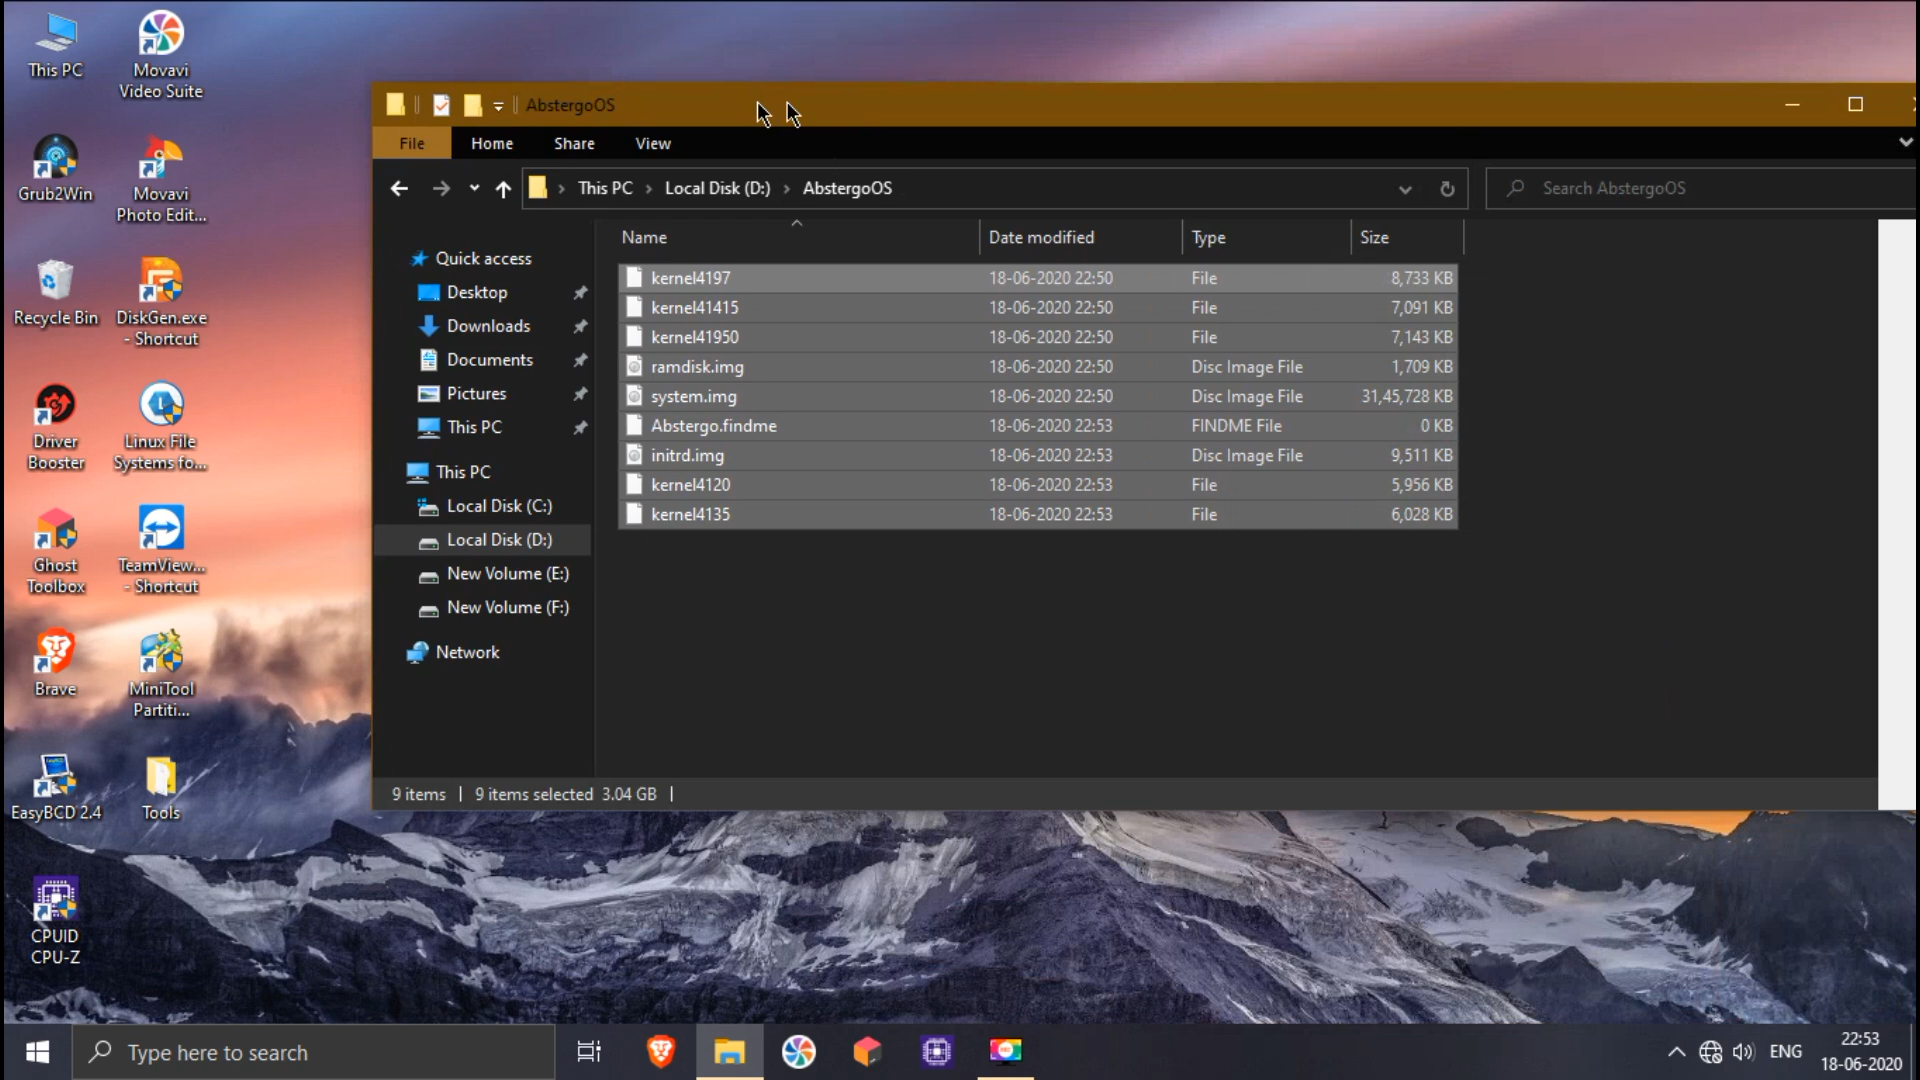 This PC
Movavi
Video Suite
Grub2Win
Movavi
Photo Edit...
Recycle Bin
DiskGen.exe
- Shortcut
Driver
Booster
Linux File
Systems fo...
Ghost
Toolbox
TeamView...
- Shortcut
Brave
MiniTool
Partiti...
EasyBCD 2.4
Tools
CPUID
CPU-Z
AbstergoOS
File Home Share View
This PC Local Disk (D:) AbstergoOS
Search AbstergoOS
Quick access
Desktop
Downloads
Documents
Pictures
This PC
This PC
Local Disk (C:)
Local Disk (D:)
New Volume (E:)
New Volume (F:)
Network
Name Date modified Type Size
kernel4197 18-06-2020 22:50 File 8,733 KB
kernel41415 18-06-2020 22:50 File 7,091 KB
kernel41950 18-06-2020 22:50 File 7,143 KB
ramdisk.img 18-06-2020 22:50 Disc Image File 1,709 KB
system.img 18-06-2020 22:50 Disc Image File 31,45,728 KB
Abstergo.findme 18-06-2020 22:53 FINDME File 0 KB
initrd.img 18-06-2020 22:53 Disc Image File 9,511 KB
kernel4120 18-06-2020 22:53 File 5,956 KB
kernel4135 18-06-2020 22:53 File 6,028 KB
9 items | 9 items selected 3.04 GB |
Type here to search
ENG
22:53
18-06-2020